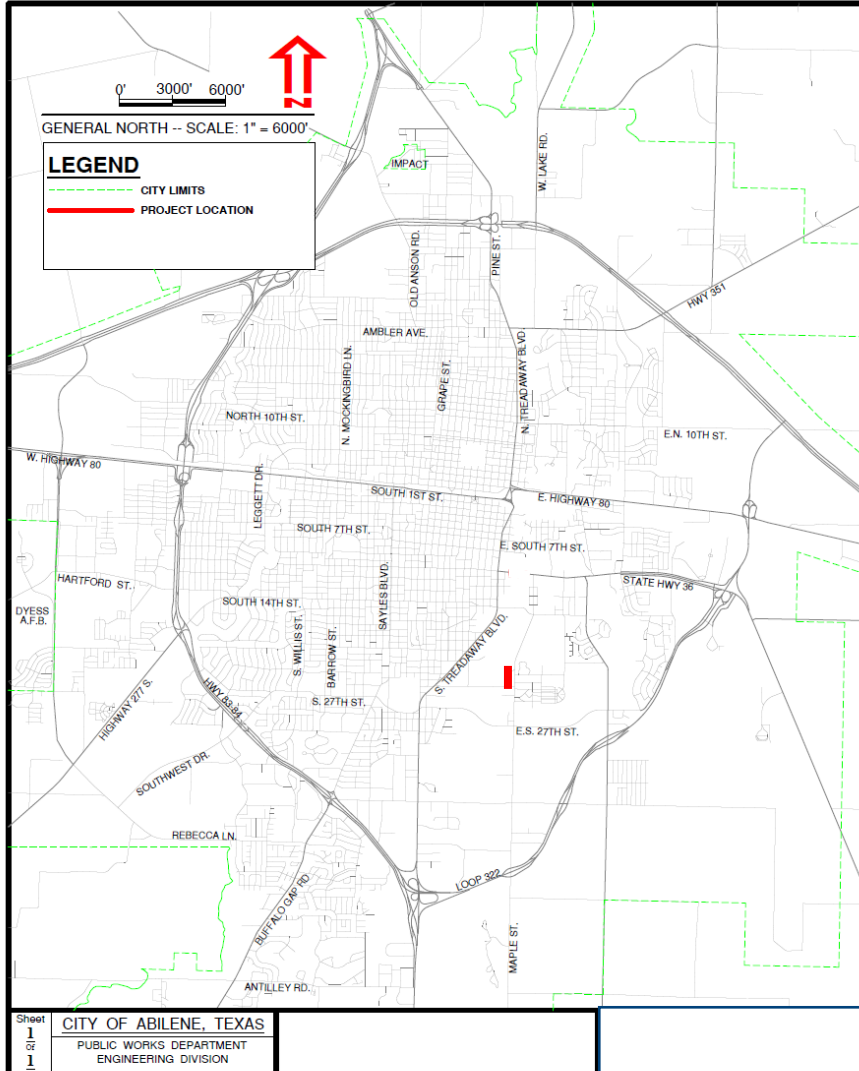 0' 3000' 6000'
N
GENERAL NORTH -- SCALE: 1" = 6000'
LEGEND
CITY LIMITS
PROJECT LOCATION
IMPACT
W. LAKE RD.
OLD ANSON RD.
PINE ST.
HWY 351
AMBLER AVE.
N. MOCKINGBIRD LN.
GRAPE ST.
N. TREADAWAY BLVD.
NORTH 10TH ST.
E.N. 10TH ST.
W. HIGHWAY 80
LEGGETT DR.
SOUTH 1ST ST.
E. HIGHWAY 80
SOUTH 7TH ST.
E. SOUTH 7TH ST.
HARTFORD ST.
STATE HWY 36
DYESS
A.F.B.
SOUTH 14TH ST.
SAYLES BLVD.
S. WILLIS ST.
BARROW ST.
S. TREADAWAY BLVD.
HIGHWAY 277 S.
HWY 83-84
S. 27TH ST.
E.S. 27TH ST.
SOUTHWEST DR.
REBECCA LN.
LOOP 322
BUFFALO GAP RD
MAPLE ST.
ANTILLEY RD.
Sheet
1
of
1
CITY OF ABILENE, TEXAS
PUBLIC WORKS DEPARTMENT
ENGINEERING DIVISION